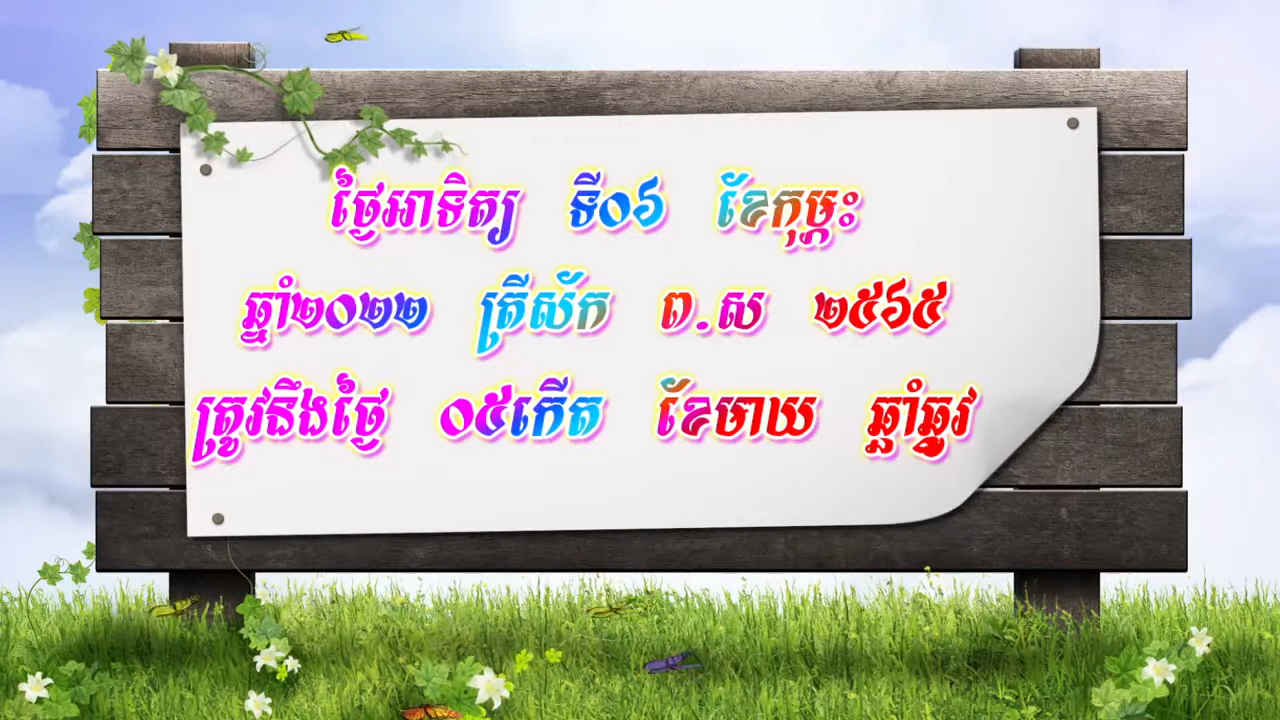 ថ្ងៃអាទិត្យ ទី០៦ ខែកុម្ភះ
ឆ្នាំ២០២២ ត្រីស័ក ព.ស ២៥៦៥
ត្រូវនឹងថ្ងៃ ០៥កើត ខែមាឃ ឆ្នាំឆ្លូវ